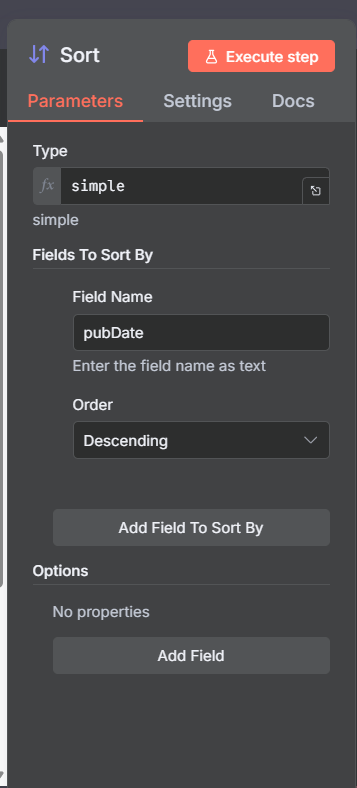 Sort
Execute step
Parameters Settings Docs
Type
fx simple
simple
Fields To Sort By
Field Name
pubDate
Enter the field name as text
Order
Descending
Add Field To Sort By
Options
No properties
Add Field